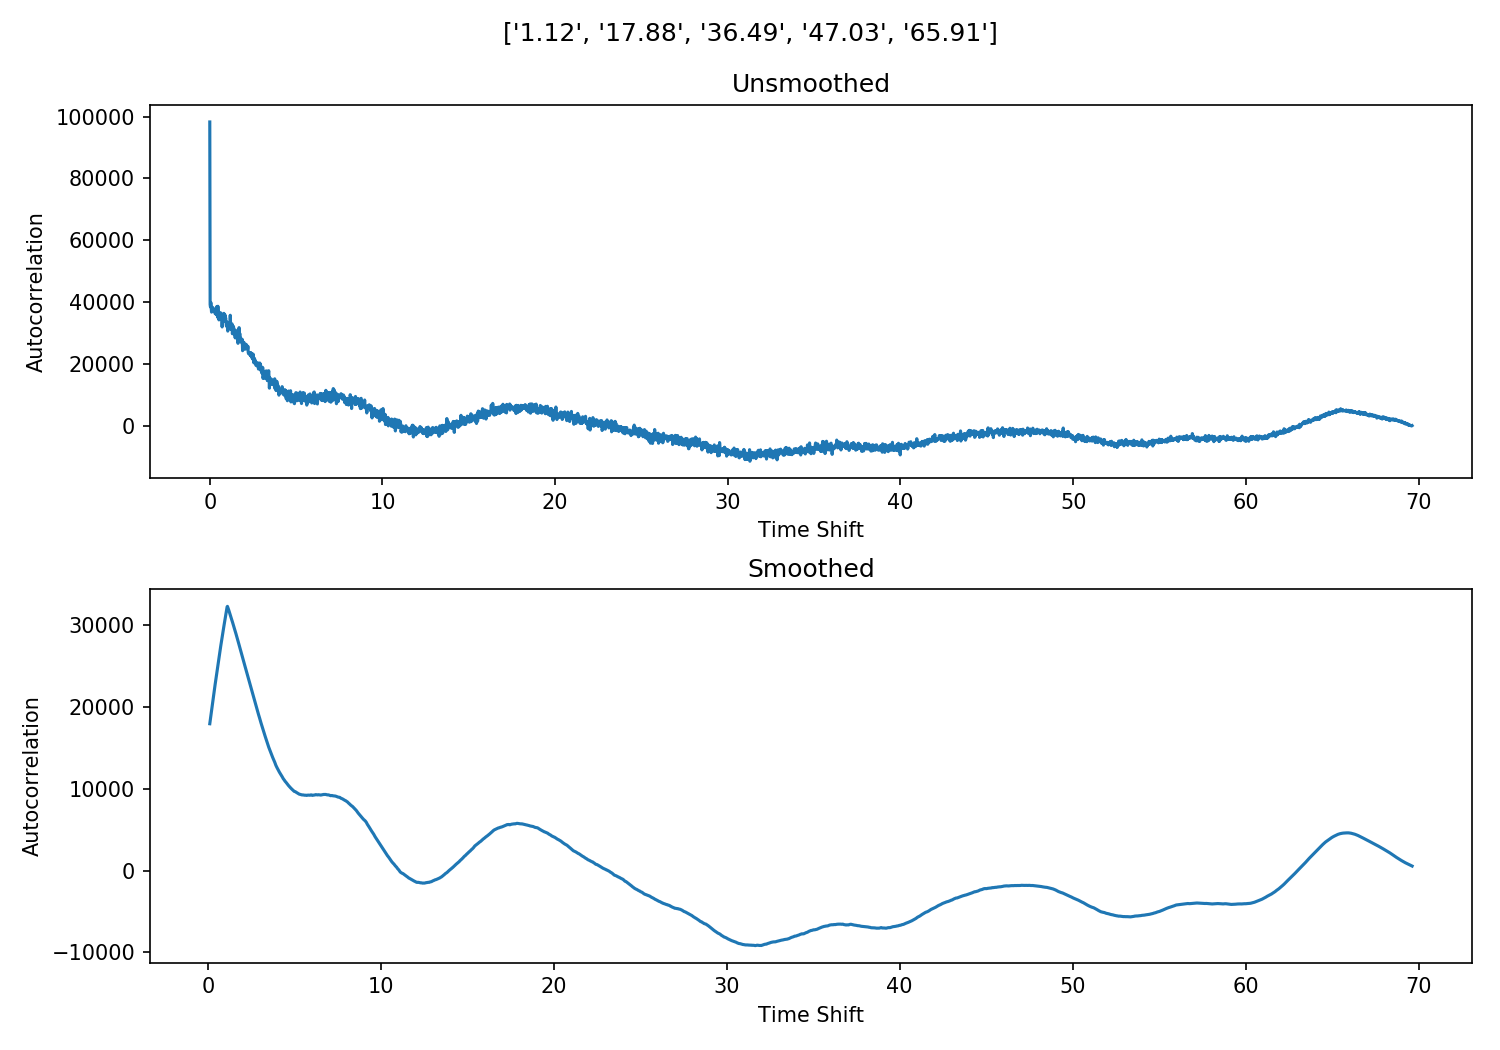 ['1.12', '17.88', '36.49', '47.03', '65.91']
Unsmoothed
100000
80000
60000
40000
20000
0
Autocorrelation
0 10 20 30 40 50 60 70
Time Shift
Smoothed
30000
20000
10000
0
−10000
Autocorrelation
0 10 20 30 40 50 60 70
Time Shift